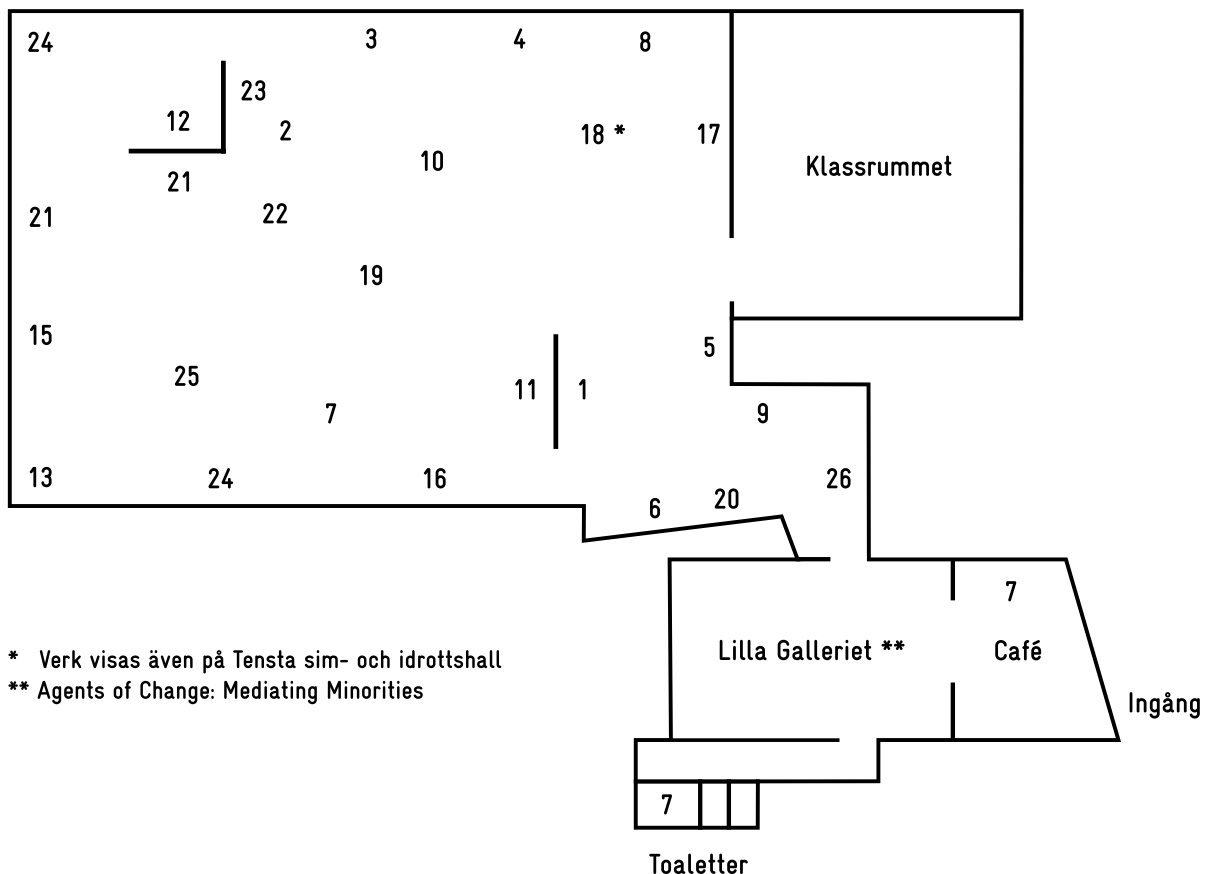 24 3 4 8
23
12 2 18 * 17
10 Klassrummet
21
21 22
19
15 5
25 11 1
7 9
13 24 16 26
6 20
7
* Verk visas även på Tensta sim- och idrottshall
Lilla Galleriet ** Café
** Agents of Change: Mediating Minorities
Ingång
7
Toaletter